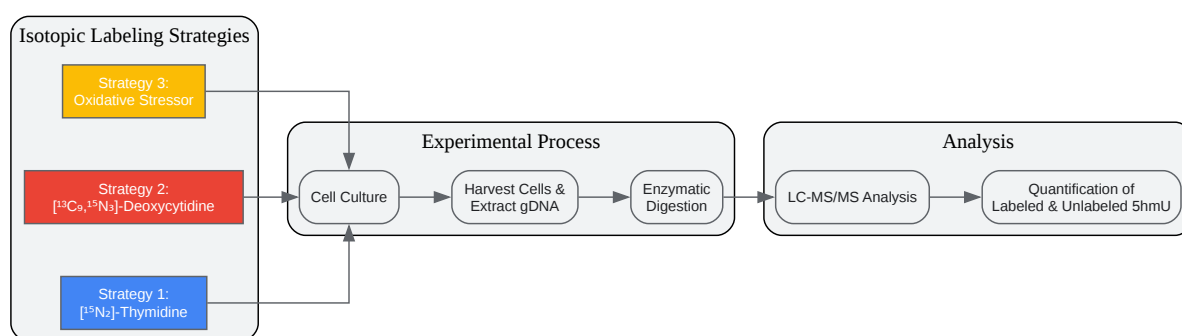 Isotopic Labeling Strategies
Strategy 3:
Oxidative Stressor
Strategy 2:
[¹³C₉,¹⁵N₃]-Deoxycytidine
Strategy 1:
[¹⁵N₂]-Thymidine
Experimental Process
Cell Culture
Harvest Cells &
Extract gDNA
Enzymatic
Digestion
Analysis
LC-MS/MS Analysis
Quantification of
Labeled & Unlabeled 5hmU